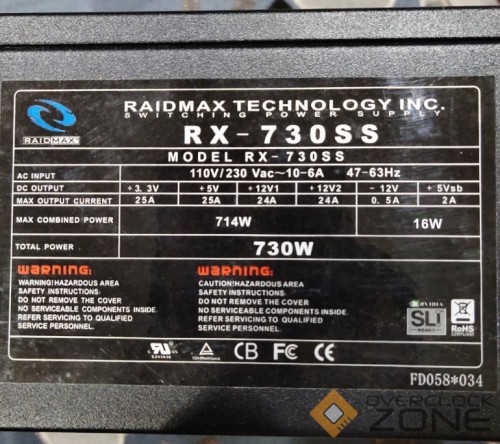 RAIDMAX TECHNOLOGY INC.
SWITCHING POWER SUPPLY
RAIDMAX
RX-730SS
MODEL RX-730SS
AC INPUT 110V/230 Vac~10-6A 47-63Hz
DC OUTPUT +3.3V +5V +12V1 +12V2 -12V +5Vsb
MAX OUTPUT CURRENT 25A 25A 24A 24A 0.5A 2A
MAX COMBINED POWER 714W 16W
TOTAL POWER 730W
warning: warning:
WARNING!HAZARDOUS AREA CAUTION!HAZARDOUS AREA
SAFETY INSTRUCTIONS: SAFETY INSTRUCTIONS:
DO NOT REMOVE THE COVER DO NOT REMOVE THE COVER
NO SERVICEABLE COMPONENTS INSIDE. NO SERVICEABLE COMPONENTS INSIDE.
REFER SERVICING TO QUALIFIED REFER SERVICING TO QUALIFIED
PERSONNEL. PERSONNEL.
NVIDIA
SLI
READY
RoHS
COMPLIANT
CB FC CE
FD058*034
OVERCLOCK
ZONE